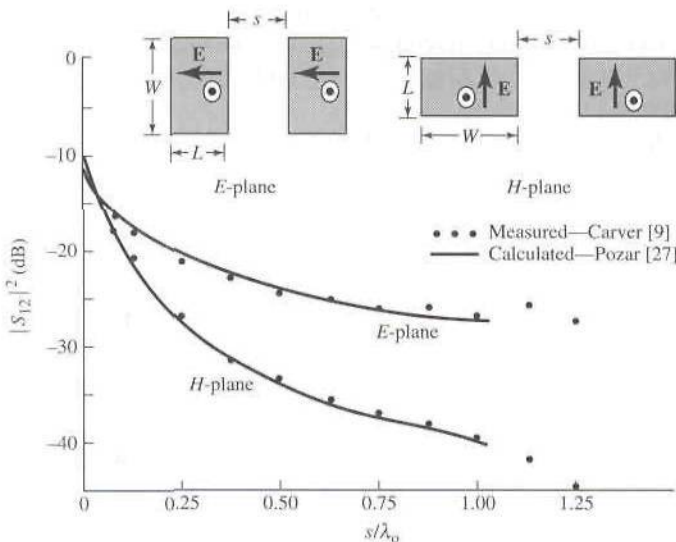 s
s
E
E
W
L
E-plane
L
E
E
W
H-plane
Measured—Carver [9]
Calculated—Pozar [27]
E-plane
H-plane
|S12|² (dB)
0
−10
−20
−30
−40
0
0.25
0.50
0.75
1.00
1.25
s/λo